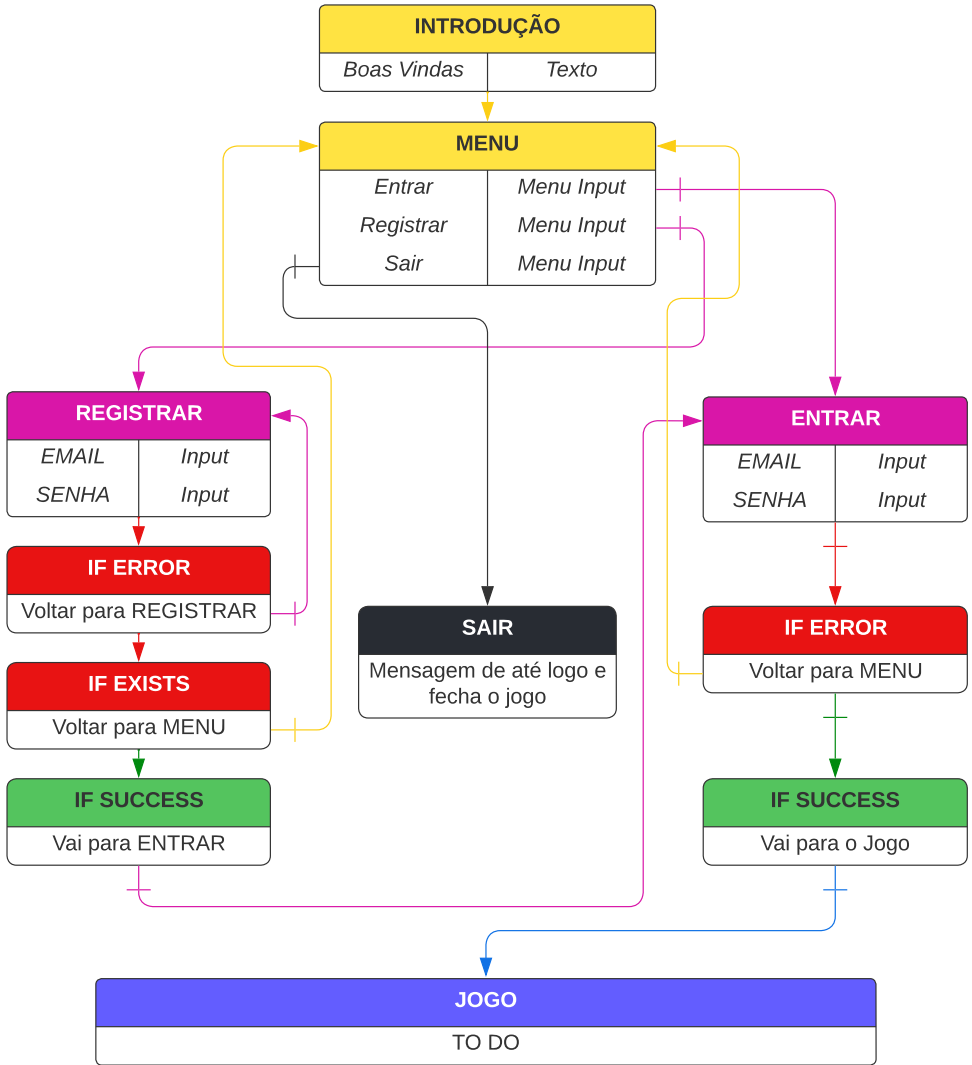 INTRODUÇÃO
Boas Vindas Texto
MENU
Entrar Menu Input
Registrar Menu Input
Sair Menu Input
REGISTRAR
EMAIL Input
SENHA Input
IF ERROR
Voltar para REGISTRAR
IF EXISTS
Voltar para MENU
IF SUCCESS
Vai para ENTRAR
SAIR
Mensagem de até logo e
fecha o jogo
ENTRAR
EMAIL Input
SENHA Input
IF ERROR
Voltar para MENU
IF SUCCESS
Vai para o Jogo
JOGO
TO DO